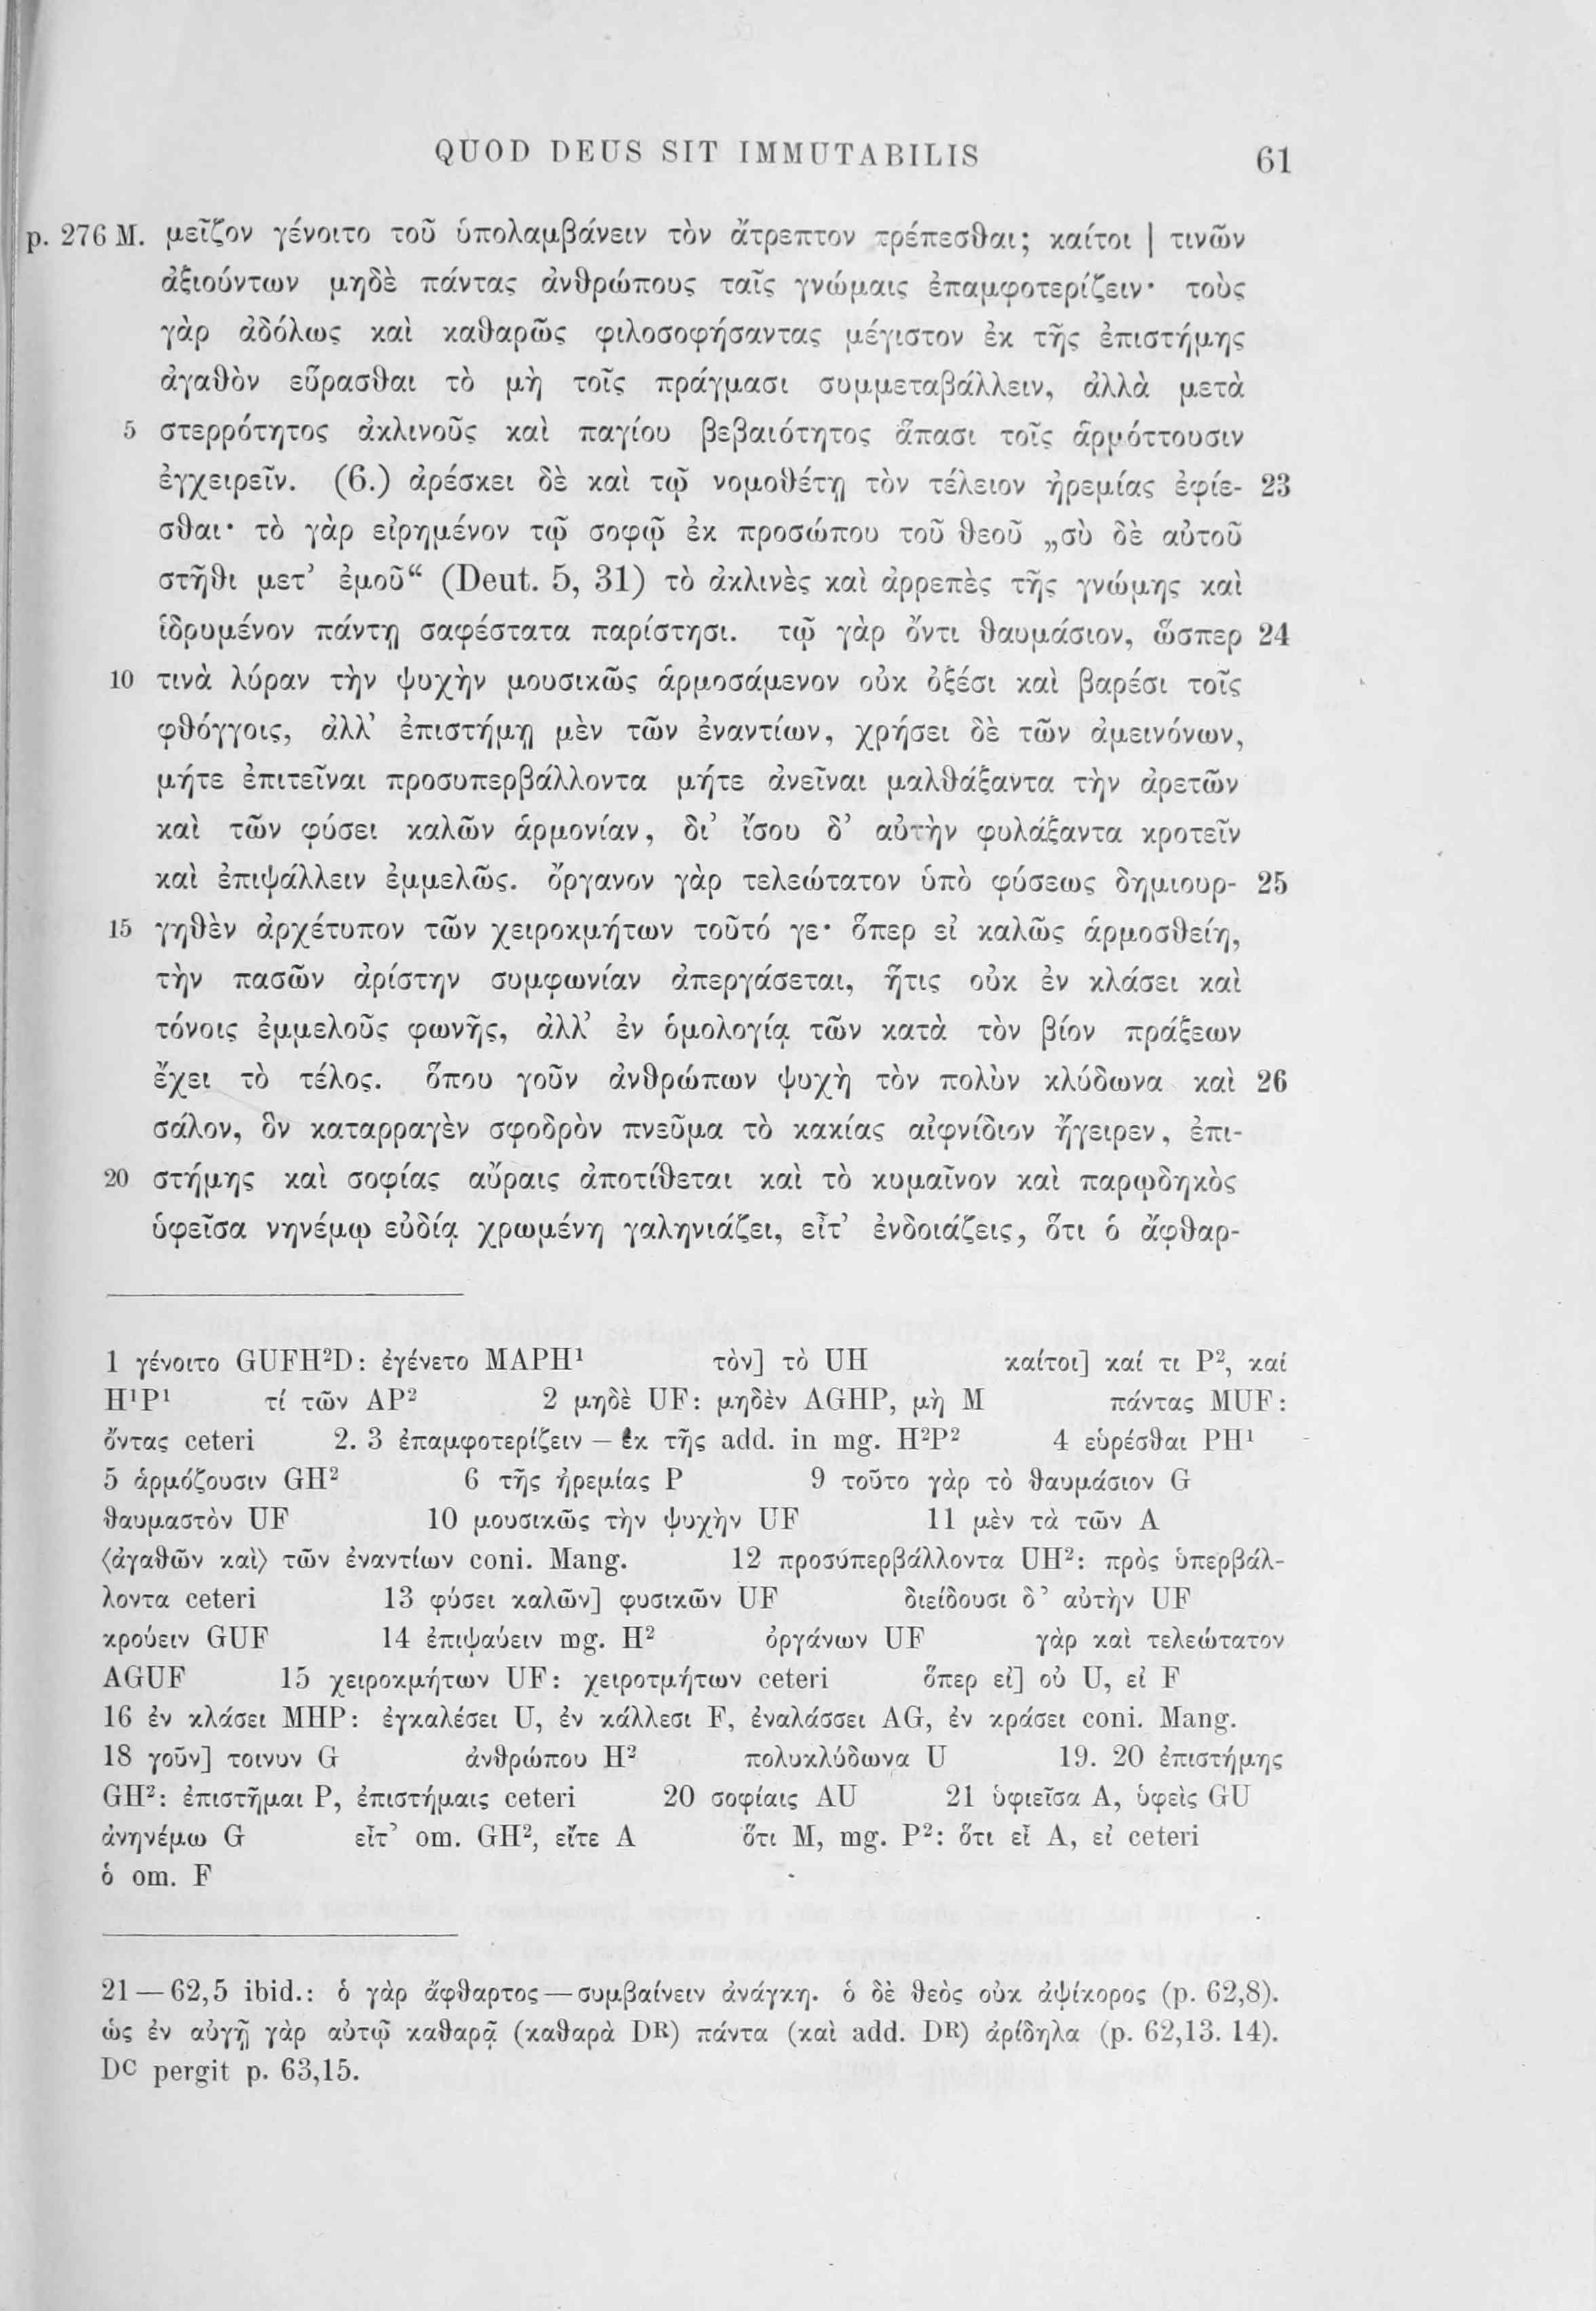 QUOD DEUS SIT IMMUTABILIS 61
p. 276 M. μεῖζον γένοιτο τοῦ ὑπολαμβάνειν τὸν ἄτρεπτον τρέπεσθαι; καίτοι | τινῶν
ἀξιούντων μηδὲ πάντας ἀνθρώπους ταῖς γνώμαις ἐπαμφοτερίζειν· τοὺς
γὰρ ἀδόλως καὶ καθαρῶς φιλοσοφήσαντας μέγιστον ἐκ τῆς ἐπιστήμης
ἀγαθὸν εὕρασθαι τὸ μὴ τοῖς πράγμασι συμμεταβάλλειν, ἀλλὰ μετὰ
5 στερρότητος ἀκλινοῦς καὶ παγίου βεβαιότητος ἅπασι τοῖς ἁρμόττουσιν
ἐγχειρεῖν. (6.) ἀρέσκει δὲ καὶ τῷ νομοθέτῃ τὸν τέλειον ἠρεμίας ἐφίε- 23
σθαι· τὸ γὰρ εἰρημένον τῷ σοφῷ ἐκ προσώπου τοῦ θεοῦ „σὺ δὲ αὐτοῦ
στῆθι μετ’ ἐμοῦ“ (Deut. 5, 31) τὸ ἀκλινὲς καὶ ἀρρεπὲς τῆς γνώμης καὶ
ἱδρυμένον πάντῃ σαφέστατα παρίστησι. τῷ γὰρ ὄντι θαυμάσιον, ὥσπερ 24
10 τινὰ λύραν τὴν ψυχὴν μουσικῶς ἁρμοσάμενον οὐκ ὀξέσι καὶ βαρέσι τοῖς
φθόγγοις, ἀλλ’ ἐπιστήμῃ μὲν τῶν ἐναντίων, χρήσει δὲ τῶν ἀμεινόνων,
μήτε ἐπιτεῖναι προσυπερβάλλοντα μήτε ἀνεῖναι μαλθάξαντα τὴν ἀρετῶν
καὶ τῶν φύσει καλῶν ἁρμονίαν, δι’ ἴσου δ’ αὐτὴν φυλάξαντα κροτεῖν
καὶ ἐπιψάλλειν ἐμμελῶς. ὄργανον γὰρ τελεώτατον ὑπὸ φύσεως δημιουρ- 25
15 γηθὲν ἀρχέτυπον τῶν χειροκμήτων τοῦτό γε· ὅπερ εἰ καλῶς ἁρμοσθείη,
τὴν πασῶν ἀρίστην συμφωνίαν ἀπεργάσεται, ἥτις οὐκ ἐν κλάσει καὶ
τόνοις ἐμμελοῦς φωνῆς, ἀλλ’ ἐν ὁμολογίᾳ τῶν κατὰ τὸν βίον πράξεων
ἔχει τὸ τέλος. ὅπου γοῦν ἀνθρώπων ψυχὴ τὸν πολὺν κλύδωνα καὶ 26
σάλον, ὃν καταρραγὲν σφοδρὸν πνεῦμα τὸ κακίας αἰφνίδιον ἤγειρεν, ἐπι-
20 στήμης καὶ σοφίας αὔραις ἀποτίθεται καὶ τὸ κυμαῖνον καὶ παρῳδηκὸς
ὑφεῖσα νηνέμῳ εὐδίᾳ χρωμένη γαληνιάζει, εἶτ’ ἐνδοιάζεις, ὅτι ὁ ἄφθαρ-
1 γένοιτο GUFH²D: ἐγένετο MAPH¹ τὸν] τὸ UH καίτοι] καί τι P², καί
H¹P¹ τί τῶν AP² 2 μηδὲ UF: μηδὲν AGHP, μὴ M πάντας MUF:
ὄντας ceteri 2. 3 ἐπαμφοτερίζειν – ἐκ τῆς add. in mg. H²P² 4 εὑρέσθαι PH¹
5 ἁρμόζουσιν GH² 6 τῆς ἠρεμίας P 9 τοῦτο γὰρ τὸ θαυμάσιον G
θαυμαστὸν UF 10 μουσικῶς τὴν ψυχὴν UF 11 μὲν τὰ τῶν A
⟨ἀγαθῶν καὶ⟩ τῶν ἐναντίων coni. Mang. 12 προσύπερβάλλοντα UH²: πρὸς ὑπερβάλ-
λοντα ceteri 13 φύσει καλῶν] φυσικῶν UF διείδουσι δ’ αὐτὴν UF
κρούειν GUF 14 ἐπιψαύειν mg. H² ὀργάνων UF γὰρ καὶ τελεώτατον
AGUF 15 χειροκμήτων UF: χειροτμήτων ceteri ὅπερ εἰ] οὐ U, εἰ F
16 ἐν κλάσει MHP: ἐγκαλέσει U, ἐν κάλλεσι F, ἐναλάσσει AG, ἐν κράσει coni. Mang.
18 γοῦν] τοινυν G ἀνθρώπου H² πολυκλύδωνα U 19. 20 ἐπιστήμης
GH²: ἐπιστῆμαι P, ἐπιστήμαις ceteri 20 σοφίαις AU 21 ὑφιεῖσα A, ὑφεὶς GU
ἀνηνέμω G εἶτ’ om. GH², εἴτε A ὅτι M, mg. P²: ὅτι εἶ A, εἰ ceteri
ὁ om. F
21 — 62,5 ibid.: ὁ γὰρ ἄφθαρτος — συμβαίνειν ἀνάγκη. ὁ δὲ θεὸς οὐκ ἀψίκορος (p. 62,8).
ὡς ἐν αὐγῇ γὰρ αὐτῷ καθαρᾷ (καθαρὰ DR) πάντα (καὶ add. DR) ἀρίδηλα (p. 62,13. 14).
DC pergit p. 63,15.